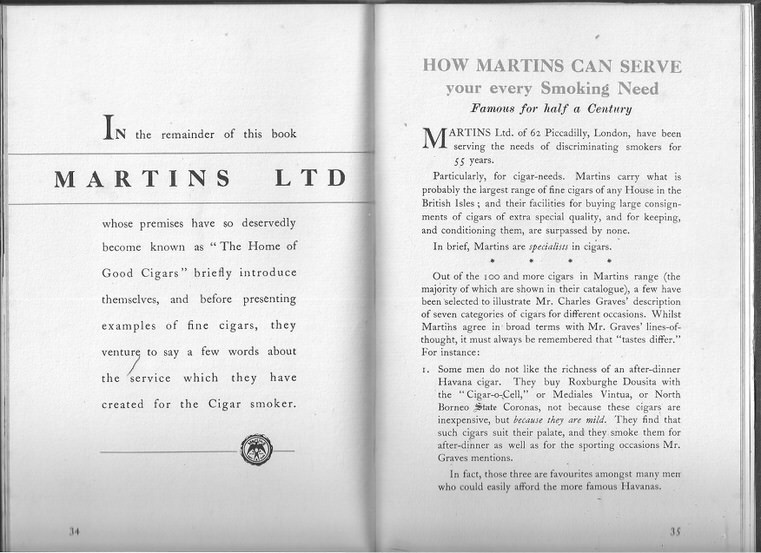 IN the remainder of this book
MARTINS LTD
whose premises have so deservedly
become known as "The Home of
Good Cigars" briefly introduce
themselves, and before presenting
examples of fine cigars, they
venture to say a few words about
the service which they have
created for the Cigar smoker.
34
HOW MARTINS CAN SERVE
your every Smoking Need
Famous for half a Century
MARTINS Ltd. of 62 Piccadilly, London, have been
serving the needs of discriminating smokers for
55 years.
Particularly, for cigar-needs. Martins carry what is
probably the largest range of fine cigars of any House in the
British Isles; and their facilities for buying large consign-
ments of cigars of extra special quality, and for keeping,
and conditioning them, are surpassed by none.
In brief, Martins are specialists in cigars.
* * * *
Out of the 100 and more cigars in Martins range (the
majority of which are shown in their catalogue), a few have
been selected to illustrate Mr. Charles Graves' description
of seven categories of cigars for different occasions. Whilst
Martins agree in broad terms with Mr. Graves' lines-of-
thought, it must always be remembered that "tastes differ."
For instance:
1. Some men do not like the richness of an after-dinner
Havana cigar. They buy Roxburghe Dousita with
the "Cigar-o-Cell," or Mediales Vintua, or North
Borneo State Coronas, not because these cigars are
inexpensive, but because they are mild. They find that
such cigars suit their palate, and they smoke them for
after-dinner as well as for the sporting occasions Mr.
Graves mentions.
In fact, those three are favourites amongst many men
who could easily afford the more famous Havanas.
35